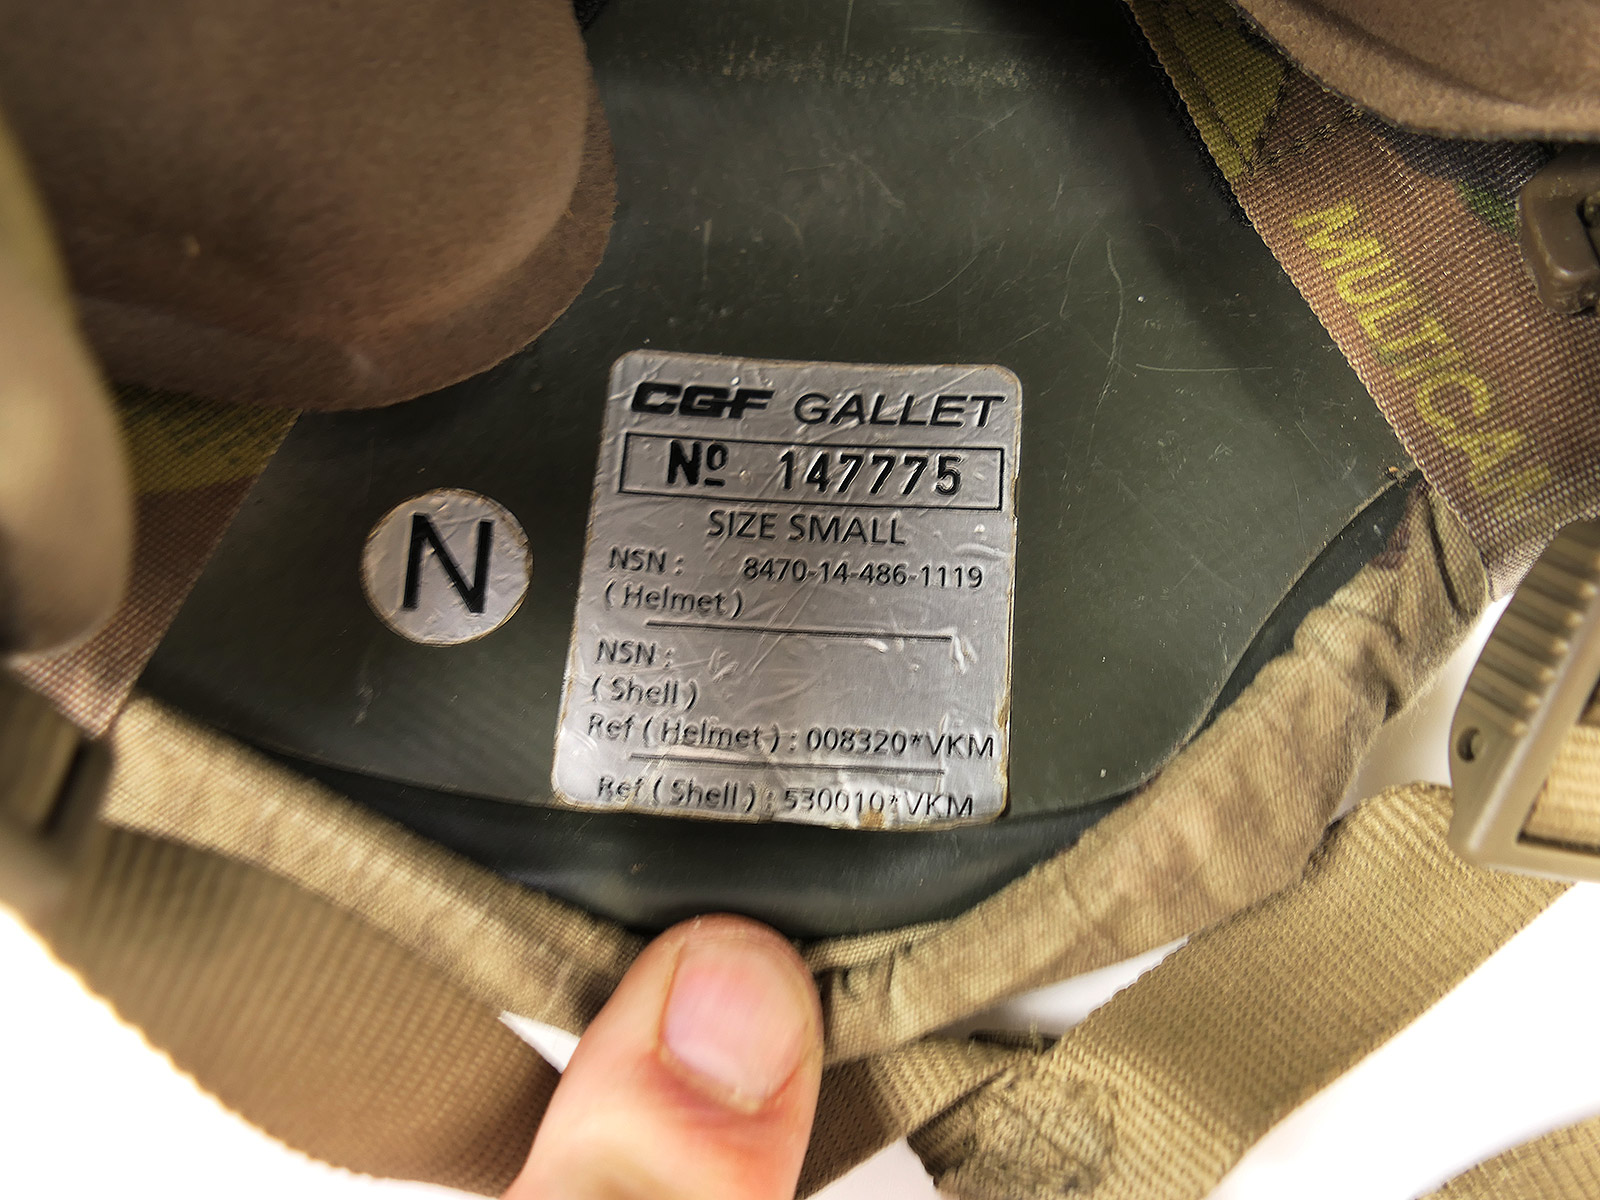 CGF GALLET
Nº 147775
SIZE SMALL
NSN : 8470-14-486-1119
( Helmet )
NSN :
( Shell )
Ref ( Helmet ) : 008320*VKM
Ref ( Shell ) : 530010*VKM
N
MULTICAM